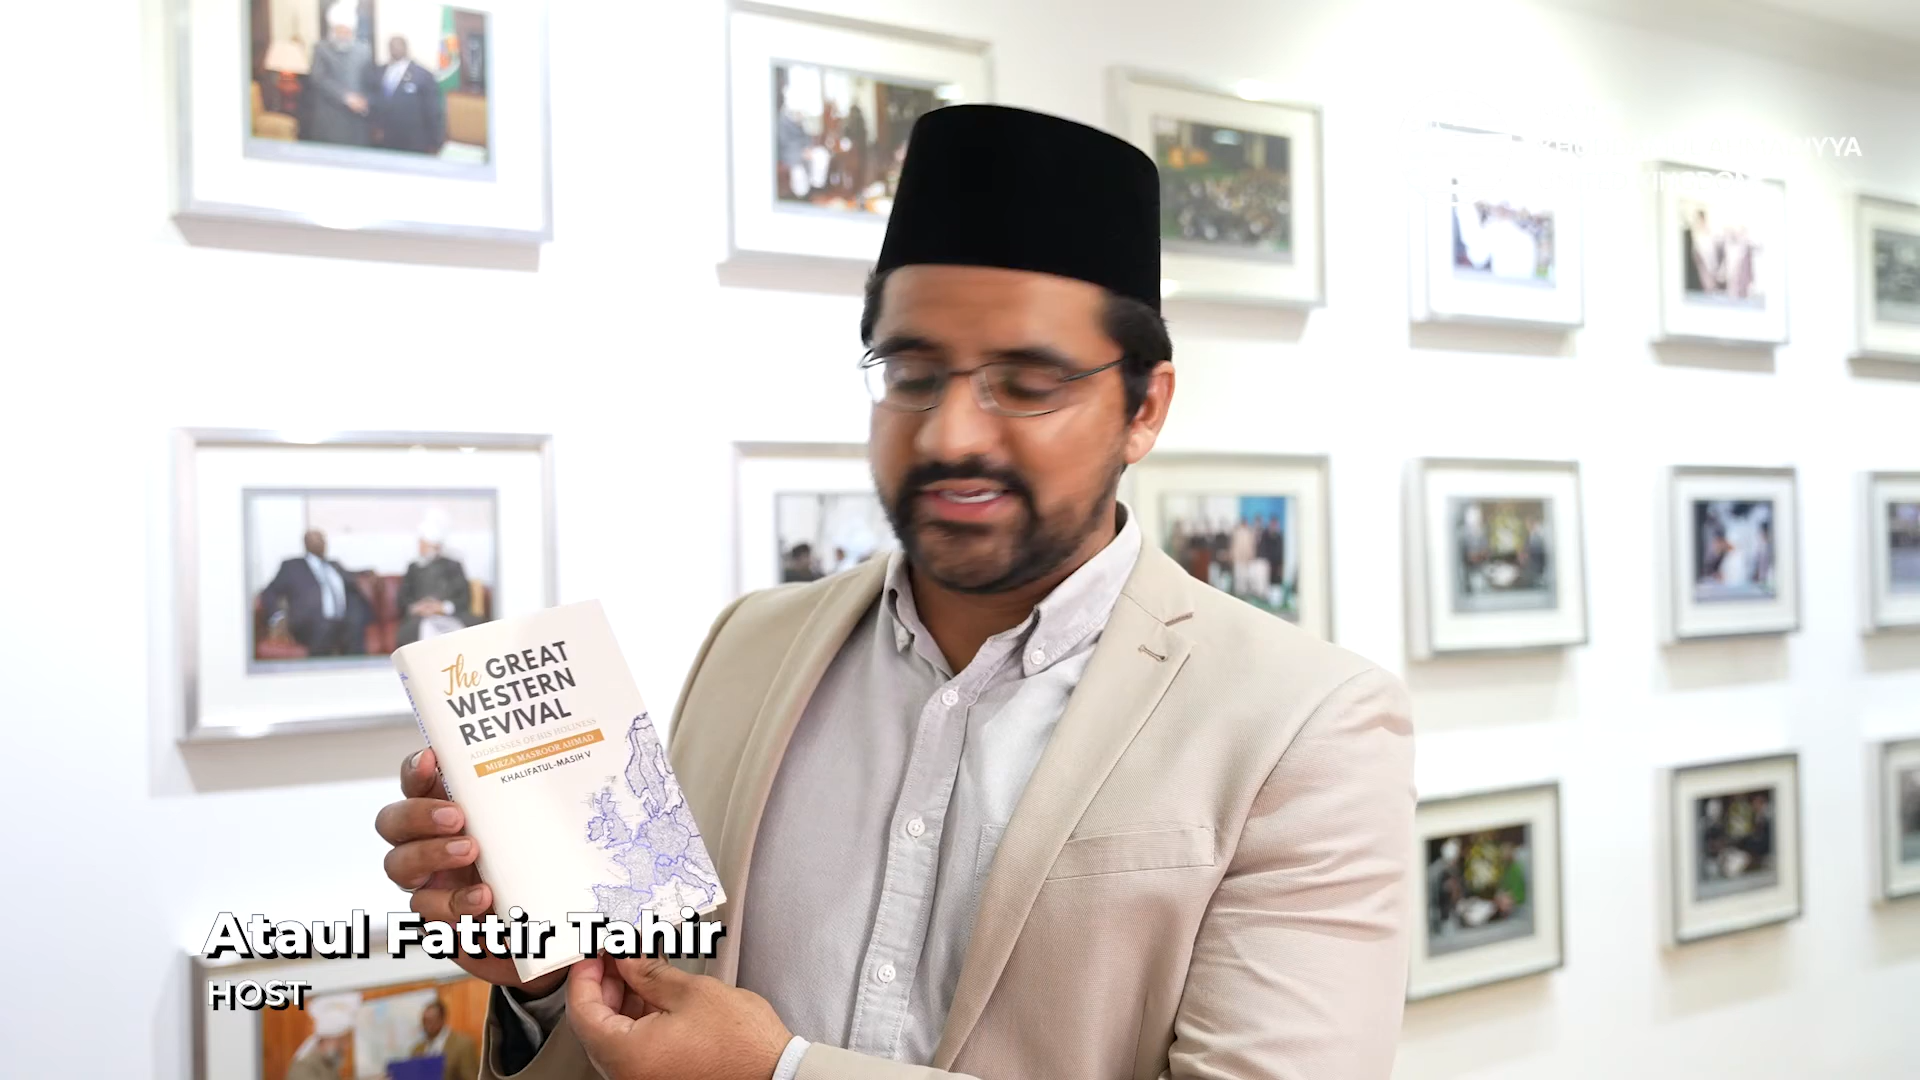 The GREAT
WESTERN
REVIVAL
ADDRESSES OF HIS HOLINESS
MIRZA MASROOR AHMAD
KHALIFATUL-MASIH V
Ataul Fattir Tahir
HOST